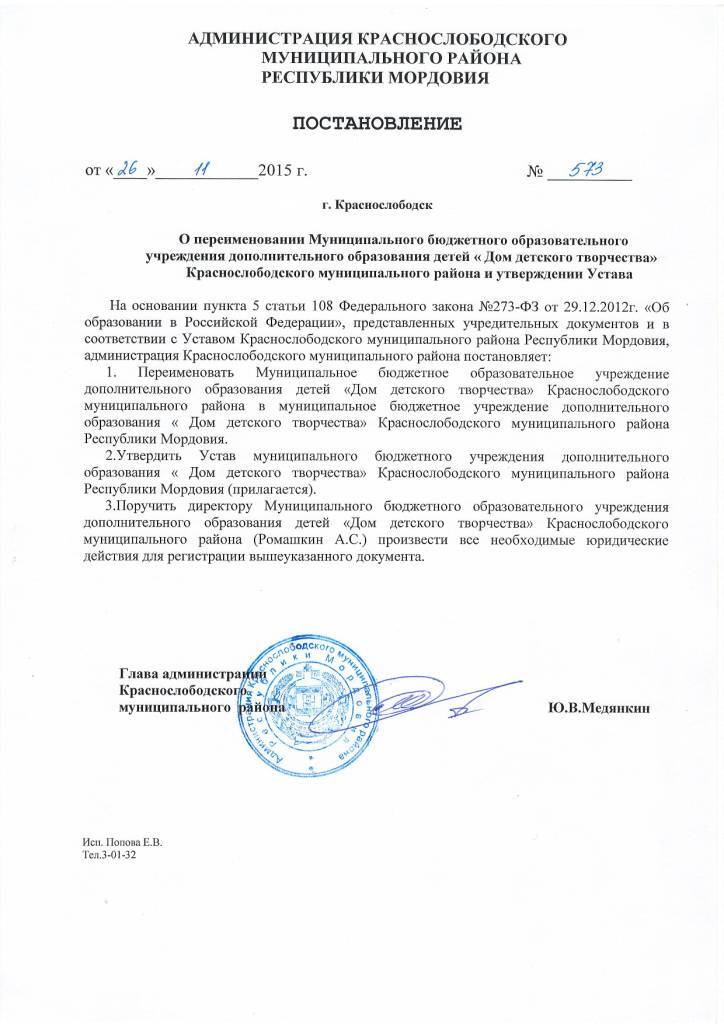 АДМИНИСТРАЦИЯ КРАСНОСЛОБОДСКОГО
МУНИЦИПАЛЬНОГО РАЙОНА
РЕСПУБЛИКИ МОРДОВИЯ
ПОСТАНОВЛЕНИЕ
от «26» 11 2015 г. № 573
г. Краснослободск
О переименовании Муниципального бюджетного образовательного
учреждения дополнительного образования детей « Дом детского творчества»
Краснослободского муниципального района и утверждении Устава
На основании пункта 5 статьи 108 Федерального закона №273-ФЗ от 29.12.2012г. «Об
образовании в Российской Федерации», представленных учредительных документов и в
соответствии с Уставом Краснослободского муниципального района Республики Мордовия,
администрация Краснослободского муниципального района постановляет:
1. Переименовать Муниципальное бюджетное образовательное учреждение
дополнительного образования детей «Дом детского творчества» Краснослободского
муниципального района в муниципальное бюджетное учреждение дополнительного
образования « Дом детского творчества» Краснослободского муниципального района
Республики Мордовия.
2.Утвердить Устав муниципального бюджетного учреждения дополнительного
образования « Дом детского творчества» Краснослободского муниципального района
Республики Мордовия (прилагается).
3.Поручить директору Муниципального бюджетного образовательного учреждения
дополнительного образования детей «Дом детского творчества» Краснослободского
муниципального района (Ромашкин А.С.) произвести все необходимые юридические
действия для регистрации вышеуказанного документа.
Глава администрации
Краснослободского
муниципального района Ю.В.Медянкин
Администрация Краснослободского муниципального района
Республики Мордовия
Исп. Попова Е.В.
Тел.3-01-32